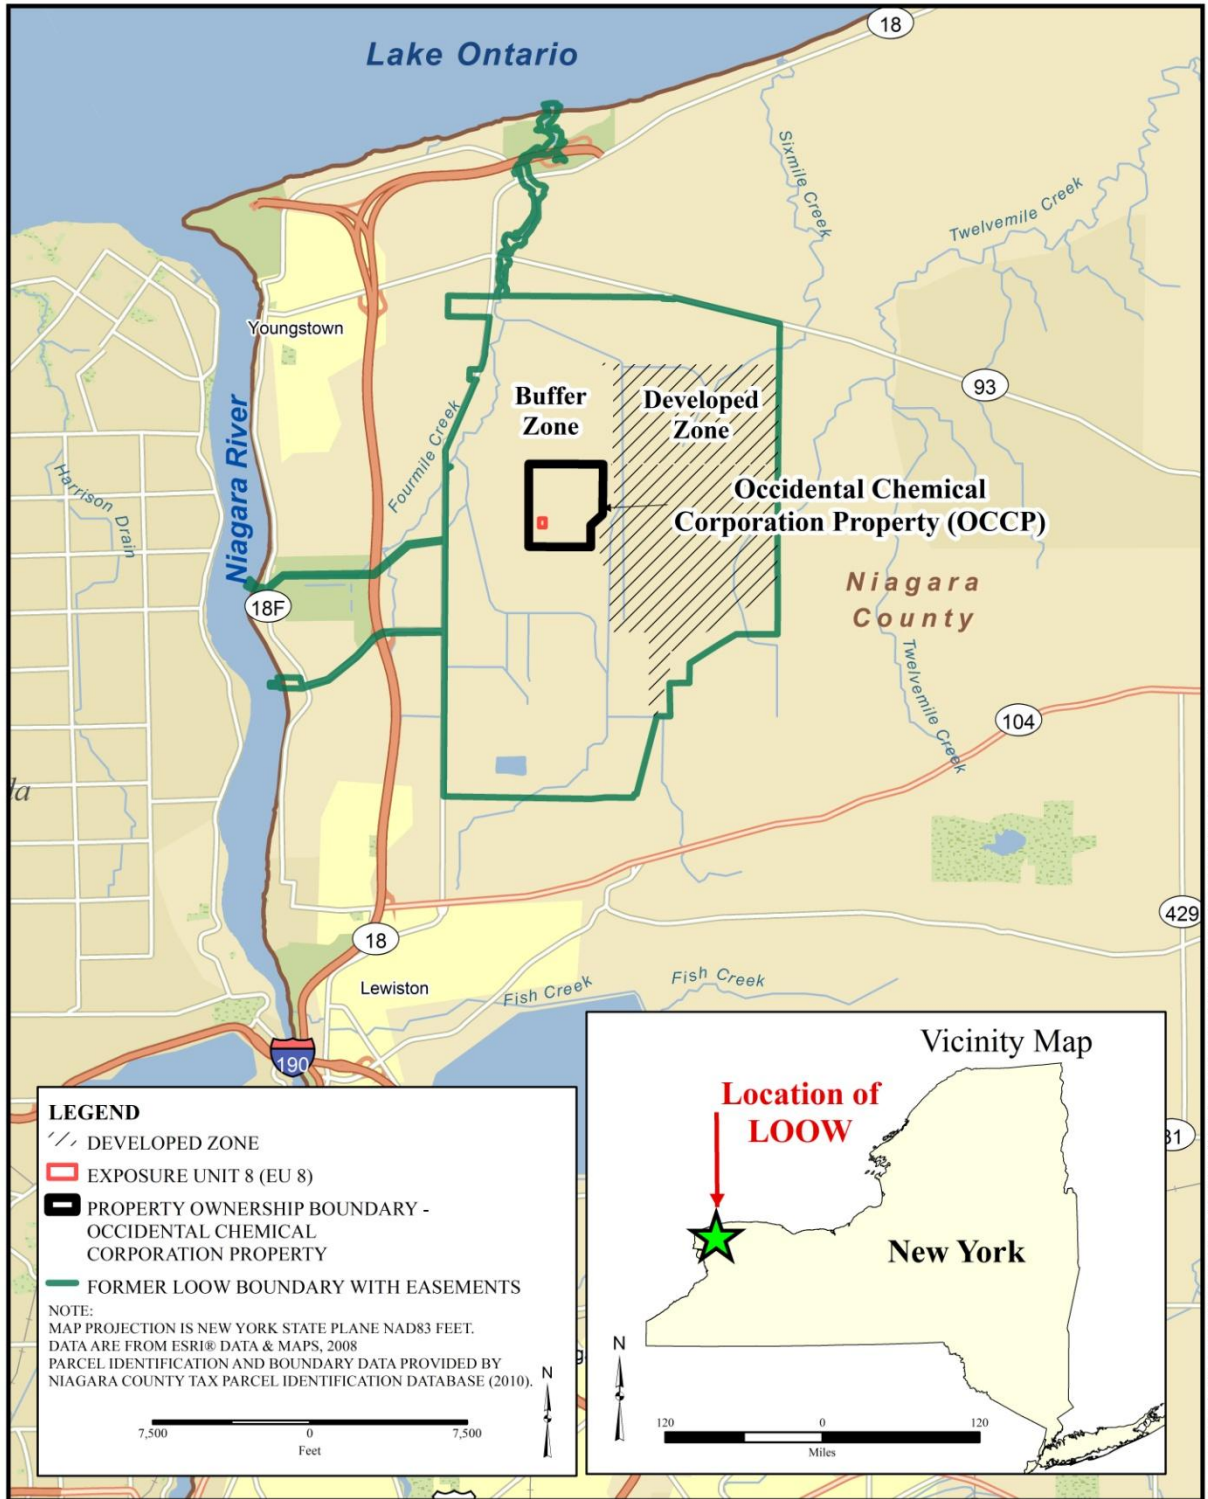 18
Lake Ontario
Sixmile Creek
Twelvemile Creek
Youngstown
93
Buffer
Zone
Developed
Zone
Fourmile Creek
Harrison Drain
Niagara River
Occidental Chemical
Corporation Property (OCCP)
Niagara
County
18F
Twelvemile Creek
104
429
18
Lewiston
Fish Creek
Fish Creek
190
Vicinity Map
Location of
LOOW
New York
N
120 0 120
Miles
LEGEND
DEVELOPED ZONE
EXPOSURE UNIT 8 (EU 8)
PROPERTY OWNERSHIP BOUNDARY -
OCCIDENTAL CHEMICAL
CORPORATION PROPERTY
FORMER LOOW BOUNDARY WITH EASEMENTS
NOTE:
MAP PROJECTION IS NEW YORK STATE PLANE NAD83 FEET.
DATA ARE FROM ESRI® DATA & MAPS, 2008
PARCEL IDENTIFICATION AND BOUNDARY DATA PROVIDED BY
NIAGARA COUNTY TAX PARCEL IDENTIFICATION DATABASE (2010).
N
7,500 0 7,500
Feet